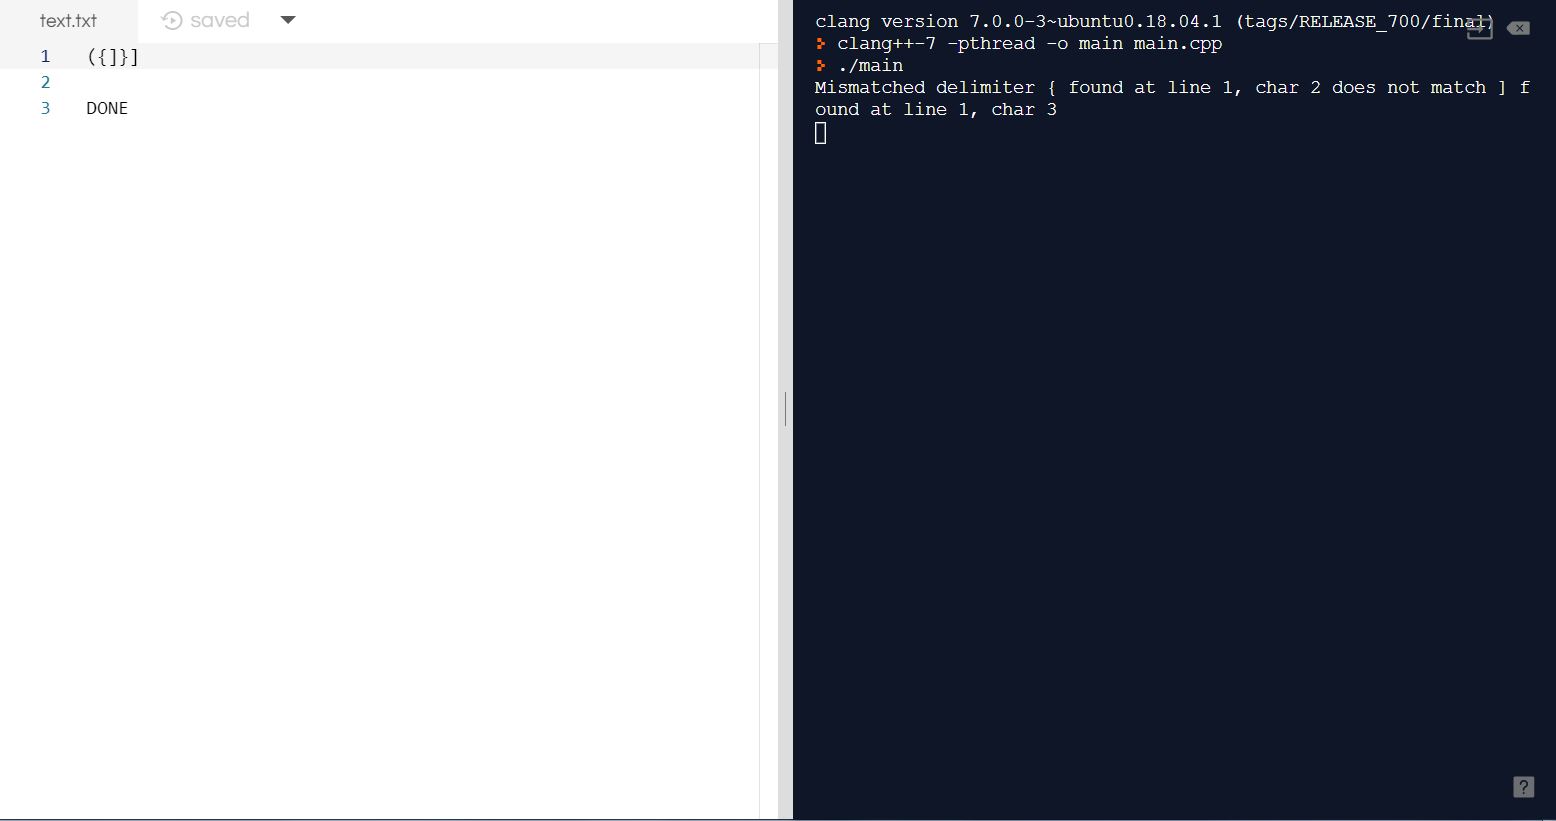 text.txt
saved
1 ({]}]
2
3 DONE
clang version 7.0.0-3~ubuntu0.18.04.1 (tags/RELEASE_700/final)
clang++-7 -pthread -o main main.cpp
./main
Mismatched delimiter { found at line 1, char 2 does not match ] f
ound at line 1, char 3
?